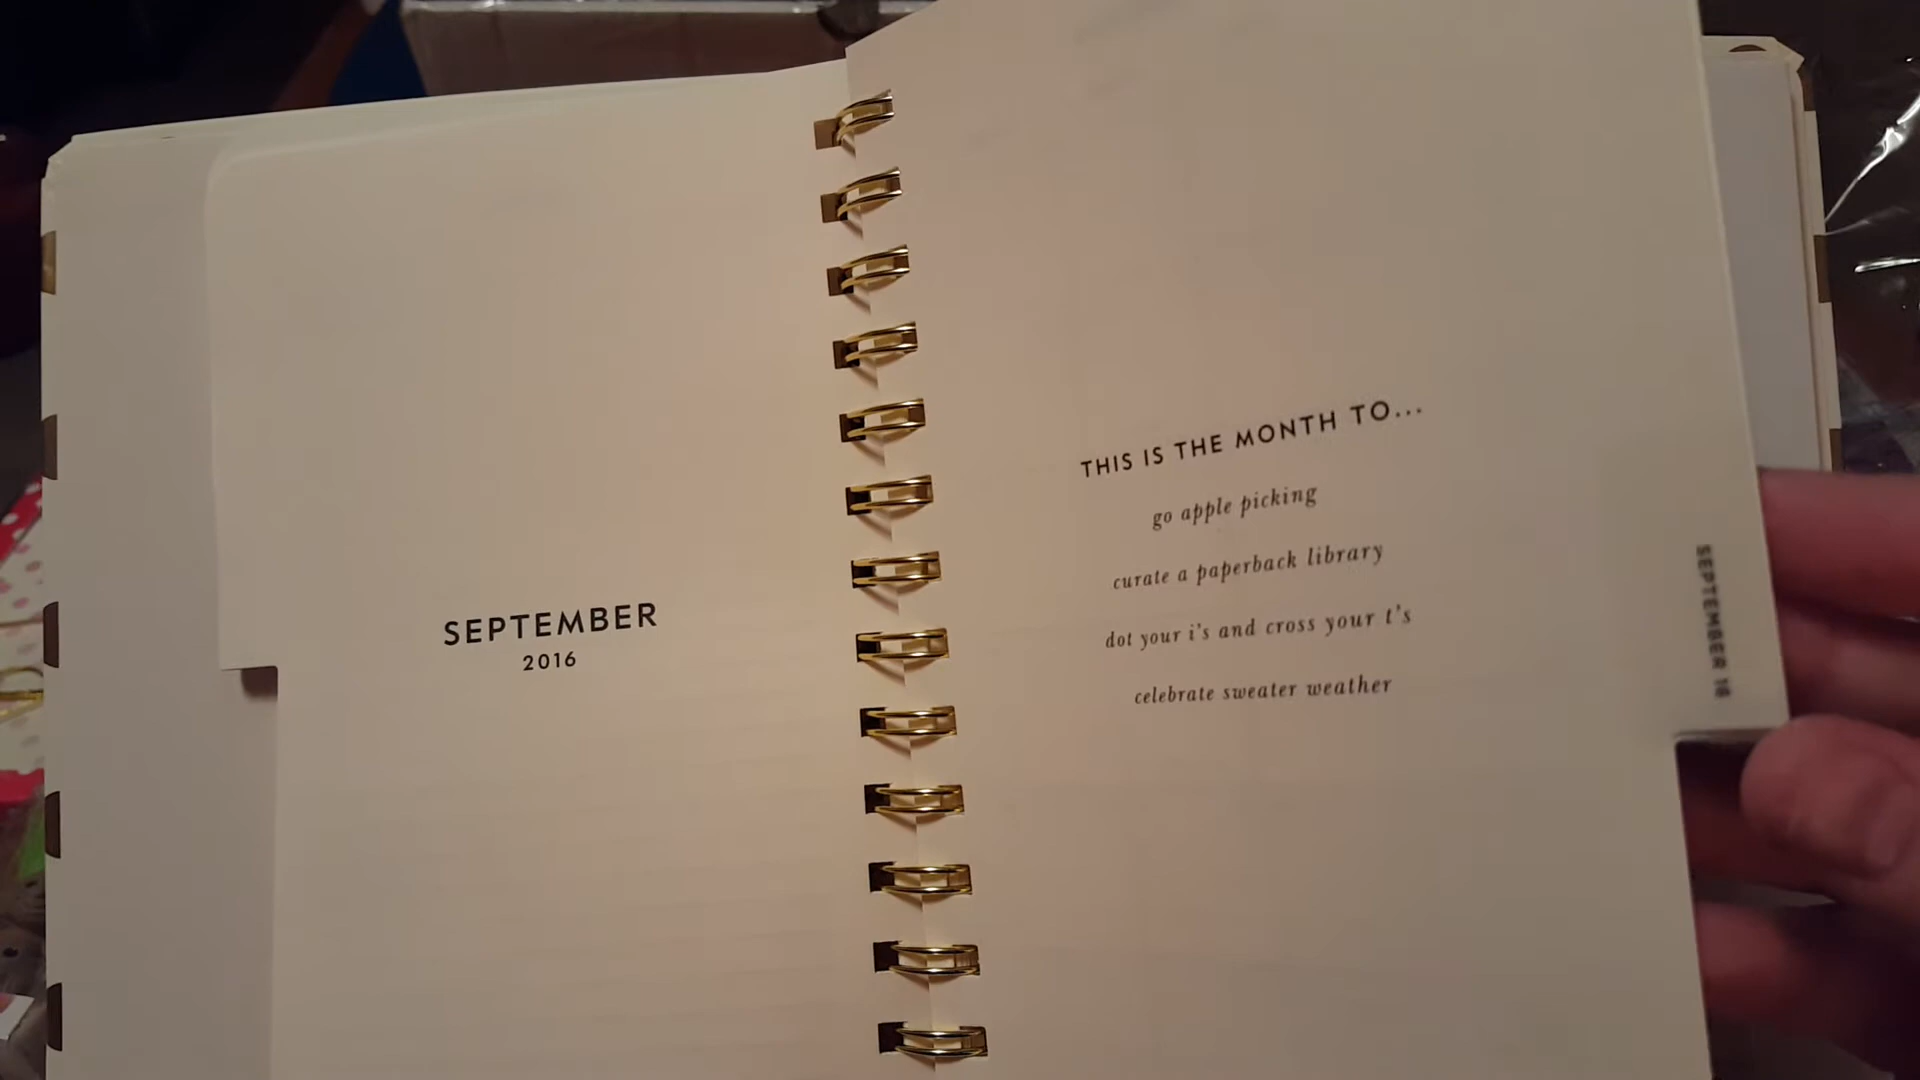 SEPTEMBER
2016
THIS IS THE MONTH TO...
go apple picking
curate a paperback library
dot your i's and cross your t's
celebrate sweater weather
SEPTEMBER 16